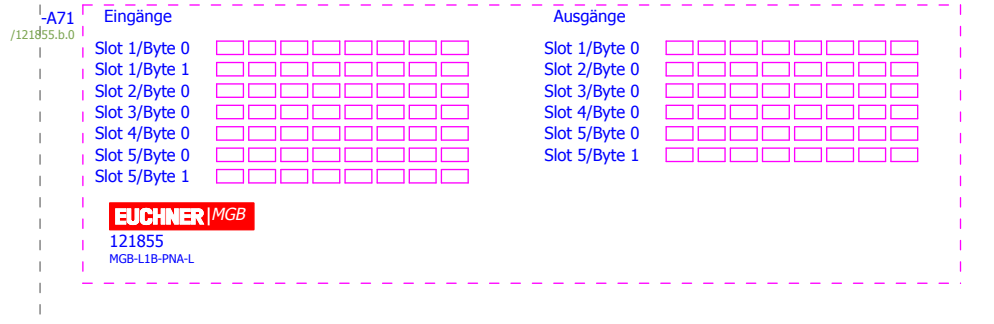 -A71
/121855.b.0
Eingänge
Slot 1/Byte 0
Slot 1/Byte 1
Slot 2/Byte 0
Slot 3/Byte 0
Slot 4/Byte 0
Slot 5/Byte 0
Slot 5/Byte 1
Ausgänge
Slot 1/Byte 0
Slot 2/Byte 0
Slot 3/Byte 0
Slot 4/Byte 0
Slot 5/Byte 0
Slot 5/Byte 1
EUCHNER|MGB
121855
MGB-L1B-PNA-L